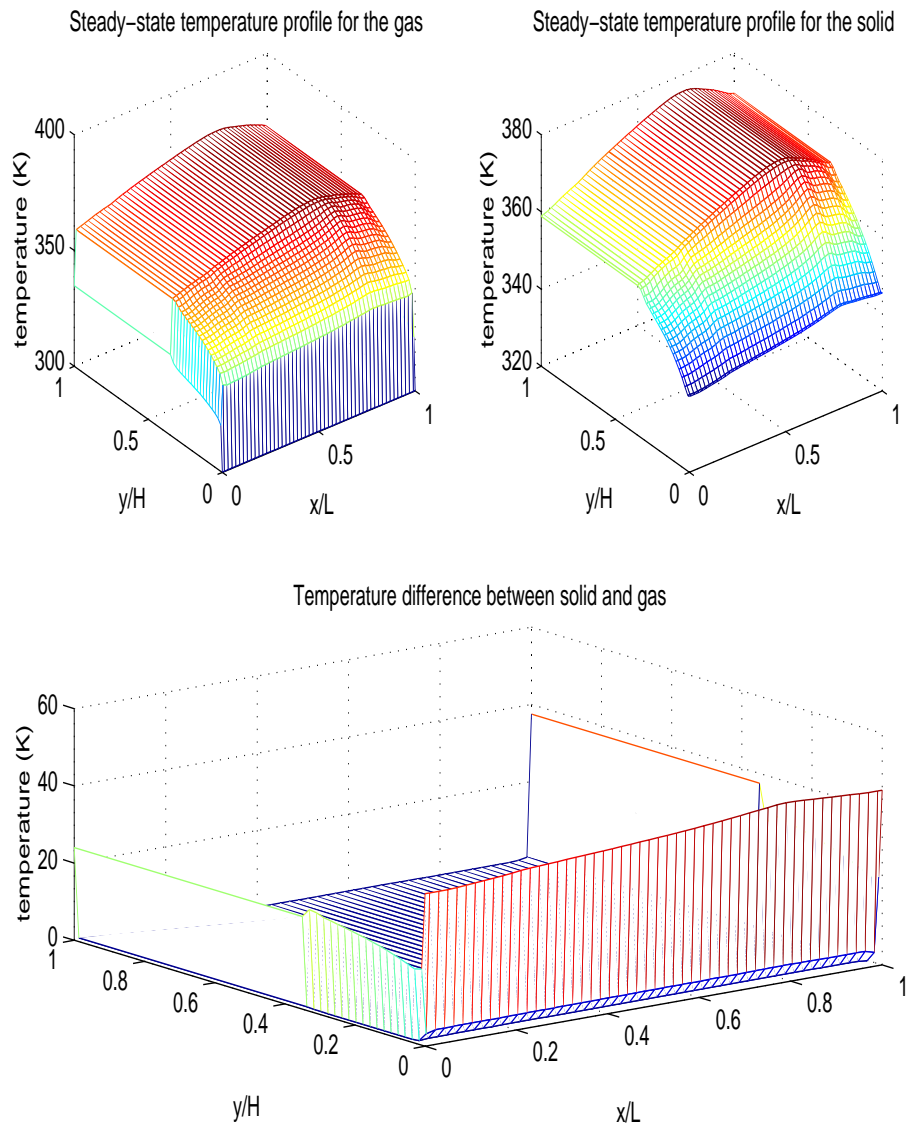 Steady−state temperature profile for the gas
400
350
300
temperature (K)
1
0.5
0
y/H
0
0.5
1
x/L
Steady−state temperature profile for the solid
380
360
340
320
temperature (K)
1
0.5
0
y/H
0
0.5
1
x/L
Temperature difference between solid and gas
60
40
20
0
temperature (K)
1
0.8
0.6
0.4
0.2
0
y/H
0
0.2
0.4
0.6
0.8
1
x/L